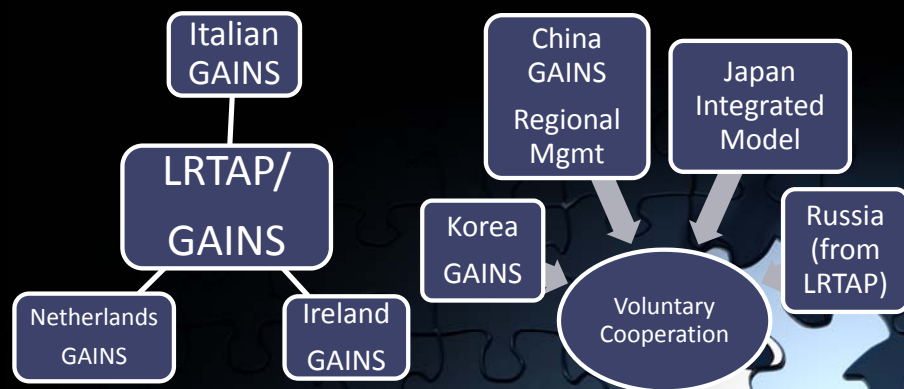 Italian
GAINS
LRTAP/
GAINS
Netherlands
GAINS
Ireland
GAINS
China
GAINS
Regional
Mgmt
Japan
Integrated
Model
Korea
GAINS
Russia
(from
LRTAP)
Voluntary
Cooperation